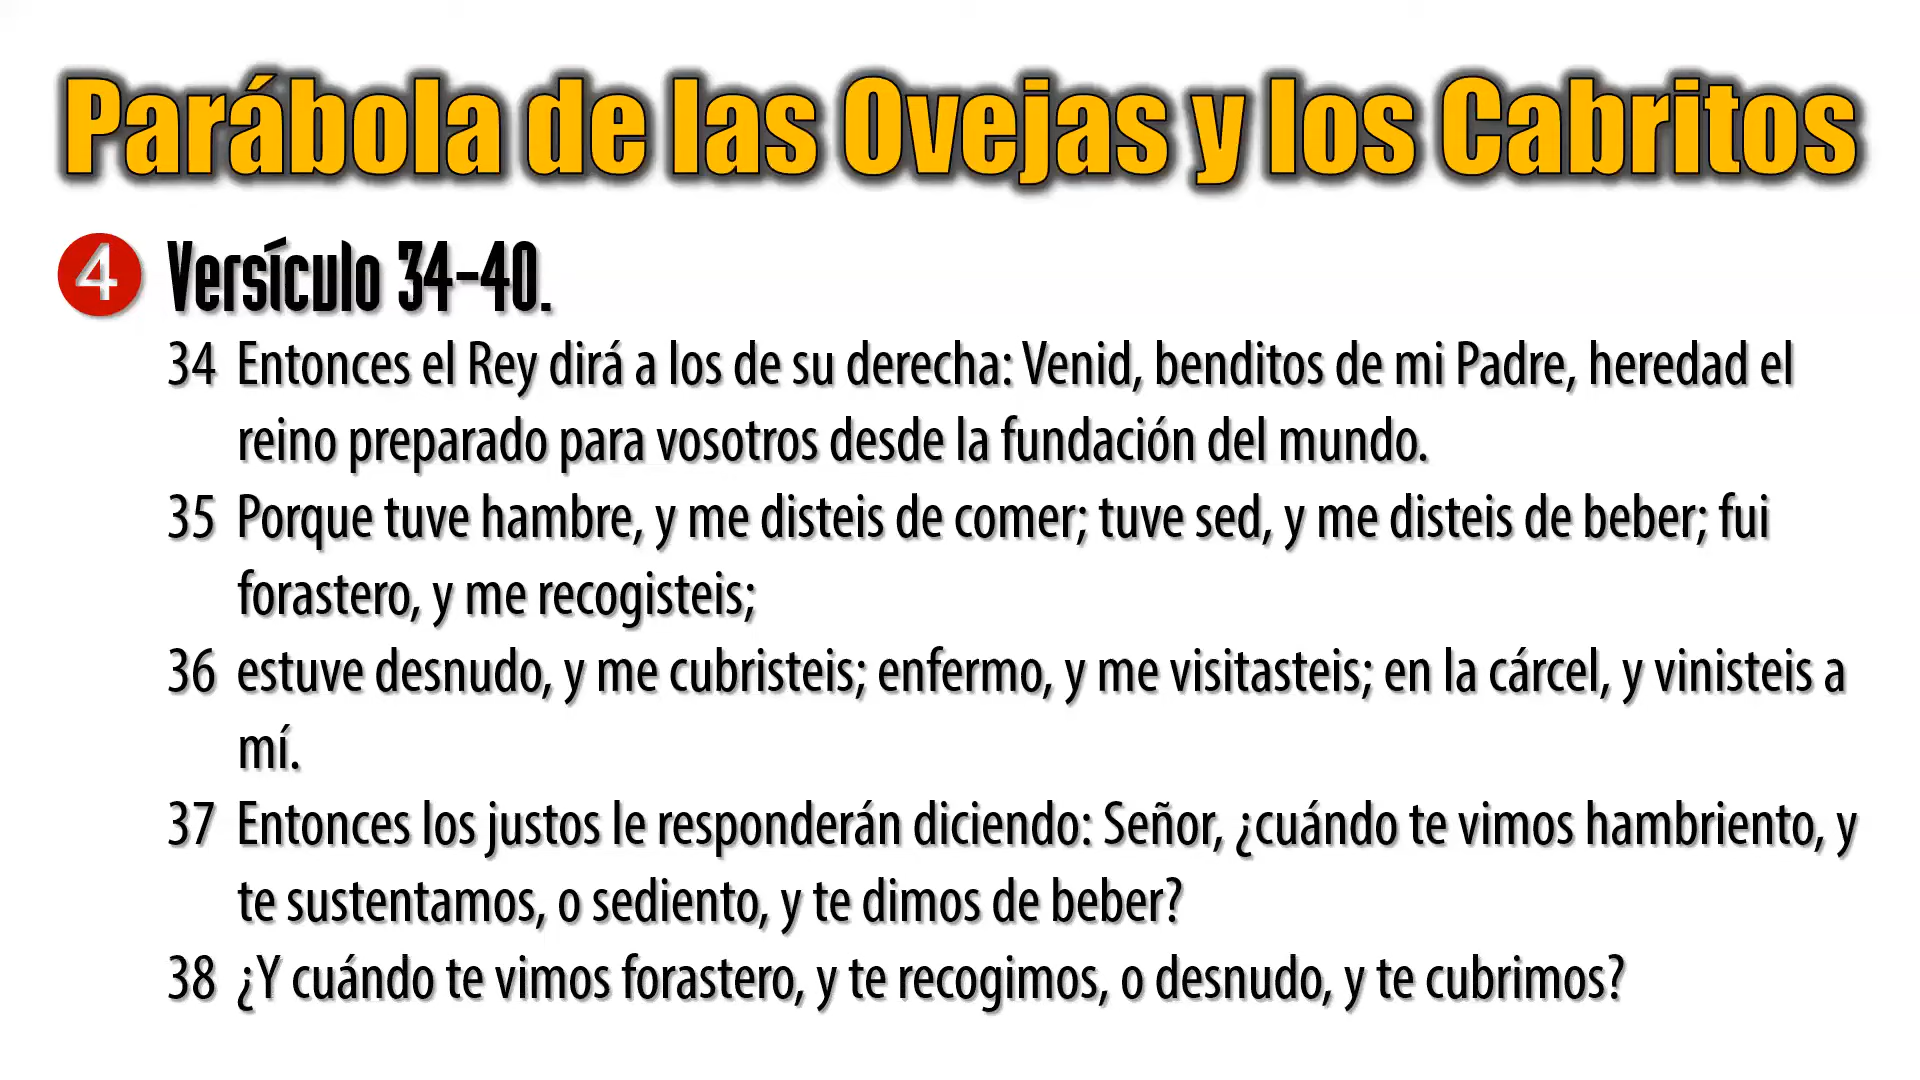 Parábola de las Ovejas y los Cabritos
4 Versículo 34-40.
34 Entonces el Rey dirá a los de su derecha: Venid, benditos de mi Padre, heredad el
reino preparado para vosotros desde la fundación del mundo.
35 Porque tuve hambre, y me disteis de comer; tuve sed, y me disteis de beber; fui
forastero, y me recogisteis;
36 estuve desnudo, y me cubristeis; enfermo, y me visitasteis; en la cárcel, y vinisteis a
mí.
37 Entonces los justos le responderán diciendo: Señor, ¿cuándo te vimos hambriento, y
te sustentamos, o sediento, y te dimos de beber?
38 ¿Y cuándo te vimos forastero, y te recogimos, o desnudo, y te cubrimos?